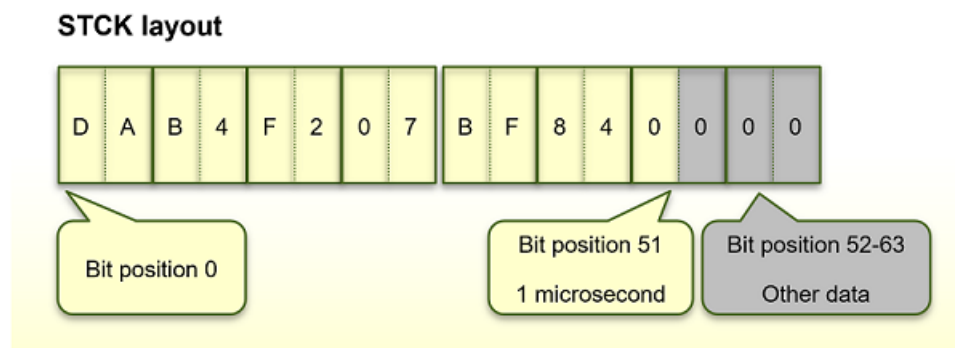 STCK layout
D A B 4 F 2 0 7 B F 8 4 0 0 0 0
Bit position 0
Bit position 51
1 microsecond
Bit position 52-63
Other data